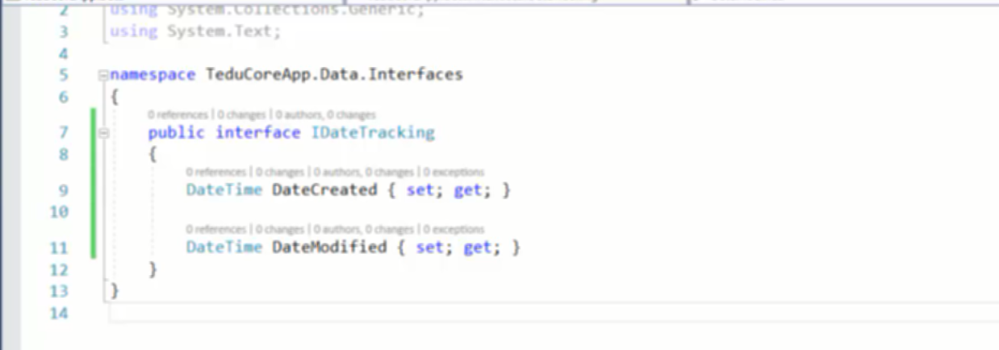 2 using System.Collections.Generic;
3 using System.Text;
4
5 namespace TeduCoreApp.Data.Interfaces
6 {
0 references | 0 changes | 0 authors, 0 changes
7 public interface IDateTracking
8 {
0 references | 0 changes | 0 authors, 0 changes | 0 exceptions
9 DateTime DateCreated { set; get; }
10
0 references | 0 changes | 0 authors, 0 changes | 0 exceptions
11 DateTime DateModified { set; get; }
12 }
13 }
14